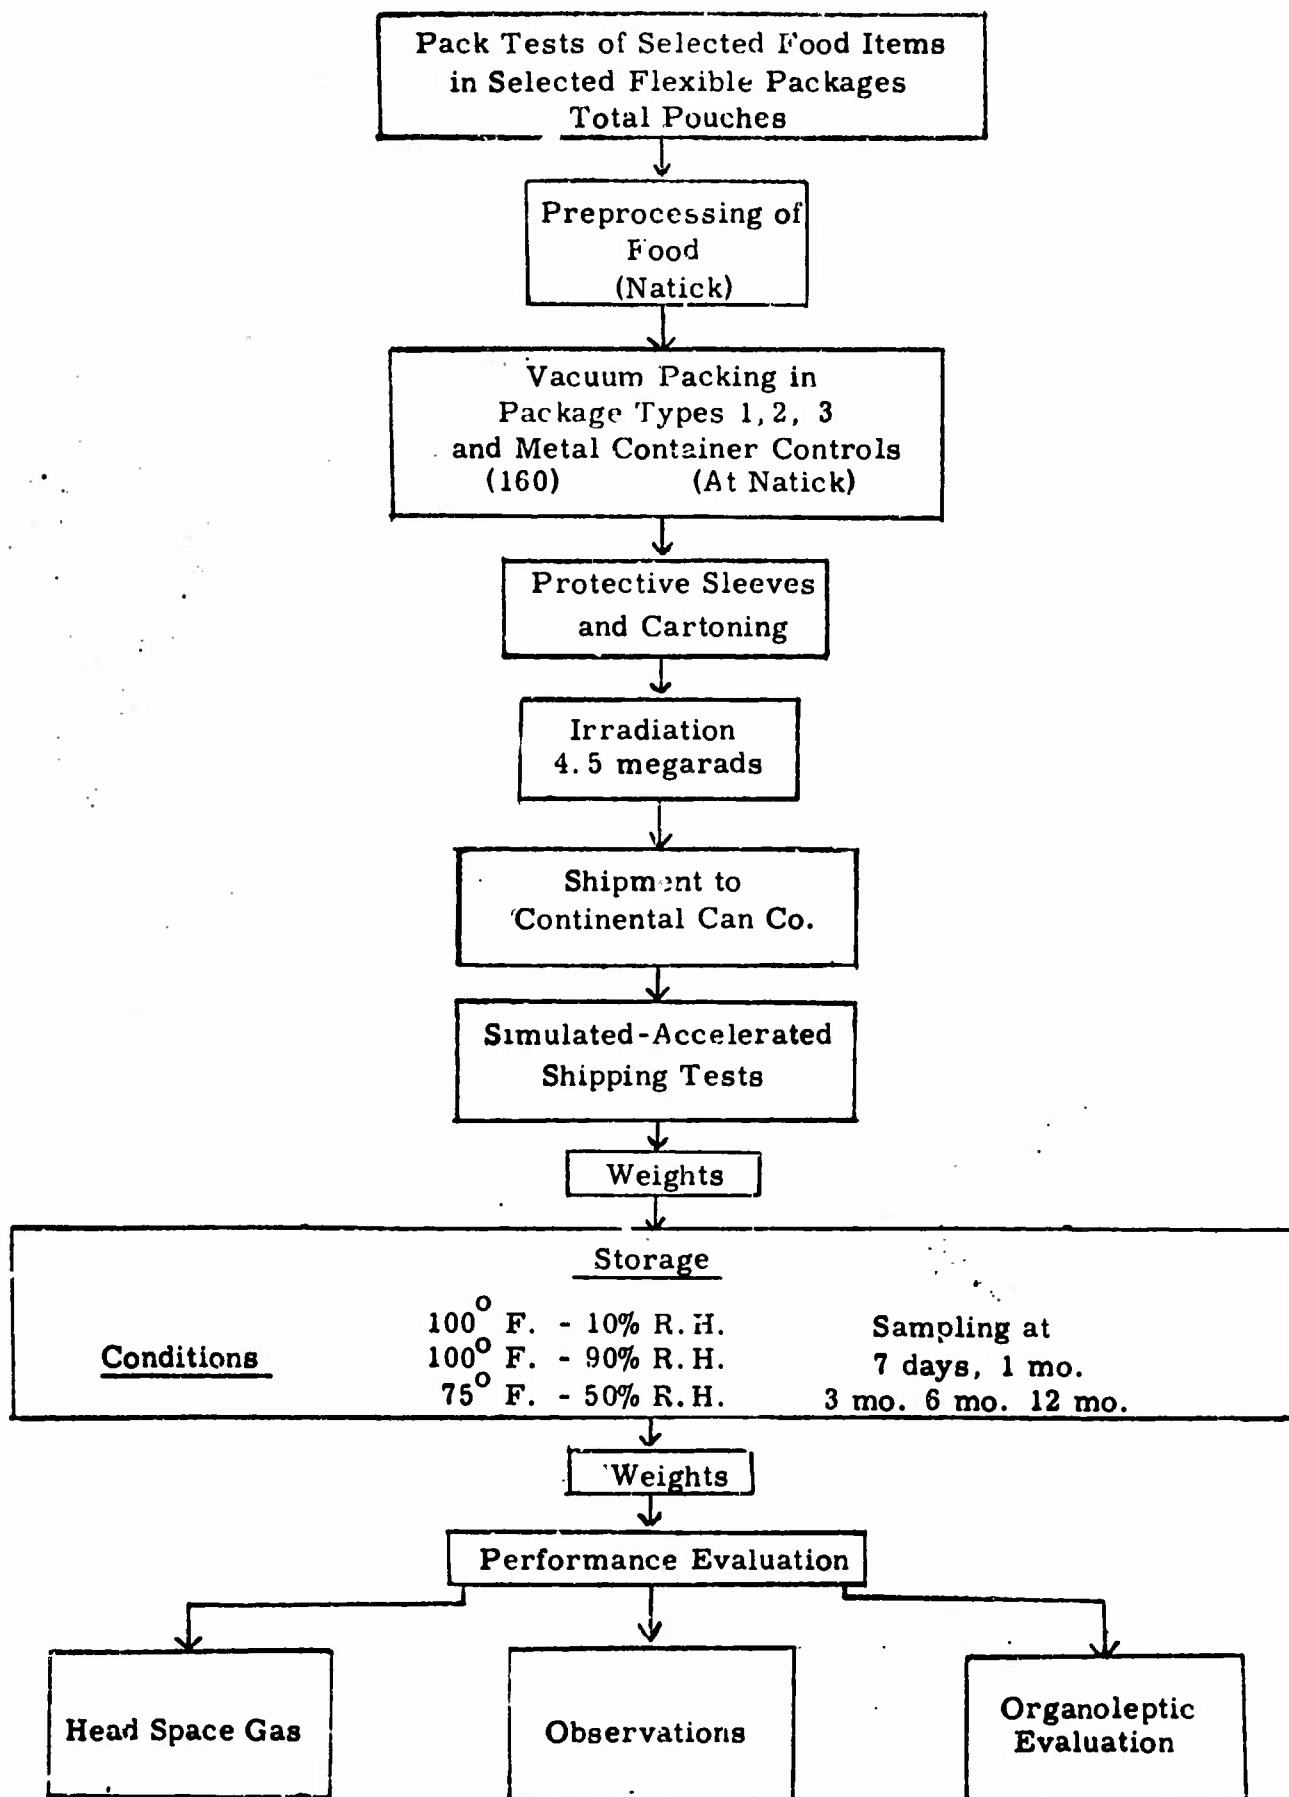 Pack Tests of Selected Food Items
in Selected Flexible Packages
Total Pouches
Preprocessing of
Food
(Natick)
Vacuum Packing in
Package Types 1, 2, 3
and Metal Container Controls
(160) (At Natick)
Protective Sleeves
and Cartoning
Irradiation
4.5 megarads
Shipment to
Continental Can Co.
Simulated-Accelerated
Shipping Tests
Weights
Storage
100° F. - 10% R.H. Sampling at
Conditions 100° F. - 90% R.H. 7 days, 1 mo.
75° F. - 50% R.H. 3 mo. 6 mo. 12 mo.
Weights
Performance Evaluation
Head Space Gas
Observations
Organoleptic
Evaluation